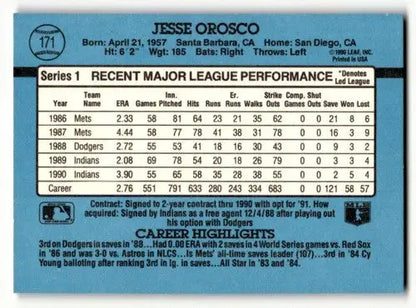 171
JESSE OROSCO
Born: April 21, 1957 Santa Barbara, CA Home: San Diego, CA
Ht: 6'2" Wgt: 185 Bats: Right Throws: Left
©1990 LEAF, INC.
Printed in USA
Series 1 RECENT MAJOR LEAGUE PERFORMANCE *Denotes Led League
Year Team Name ERA Games Inn. Pitched Hits Runs Er. Runs Walks Strike Outs Comp. Games Shut Outs Save Won Lost
1986 Mets 2.33 58 81 64 23 21 35 62 0 0 21 8 6
1987 Mets 4.44 58 77 78 41 38 31 78 0 0 16 3 9
1988 Dodgers 2.72 55 53 41 18 16 30 43 0 0 9 3 2
1989 Indians 2.08 69 78 54 20 18 26 79 0 0 3 3 4
1990 Indians 3.90 55 65 58 35 28 38 55 0 0 2 5 4
Career 2.76 551 791 633 280 243 334 683 0 0 121 58 57
Contract: Signed to 2-year contract thru 1990 with opt for '91. How
acquired: Signed by Indians as a free agent 12/4/88 after playing out
his option with Dodgers
CAREER HIGHLIGHTS
3rd on Dodgers in saves in '88...Had 0.00 ERA with 2 saves in 4 World Series games vs. Red Sox
in '86 and was 3-0 vs. Astros in NLCS...Is Mets' all-time saves leader (107)...3rd in '84 Cy
Young balloting after ranking 3rd in lg. in saves...All Star in '83 and '84.